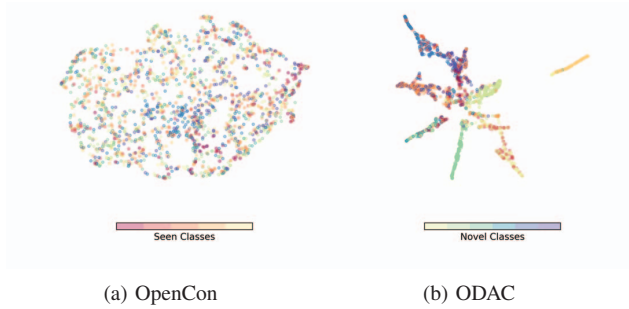 Seen Classes
Novel Classes
(a) OpenCon
(b) ODAC